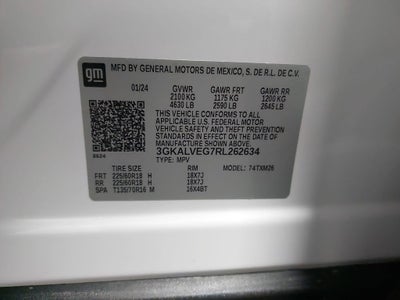 gm
MFD BY GENERAL MOTORS DE MEXICO, S. DE R.L. DE C.V.
01/24 GVWR GAWR FRT GAWR RR
2100 KG 1175 KG 1200 KG
4630 LB 2590 LB 2645 LB
THIS VEHICLE CONFORMS TO ALL
APPLICABLE U.S. FEDERAL MOTOR
VEHICLE SAFETY AND THEFT
PREVENTION STANDARDS IN EFFECT
ON THE DATE OF MANUFACTURE
SHOWN ABOVE.
3GKALVEG7RL262634
TYPE: MPV
TIRE SIZE RIM MODEL: 74TXM26
FRT 225/60R18 H 18X7J
RR 225/60R18 H 18X7J
SPA T135/70R16 M 16X4BT